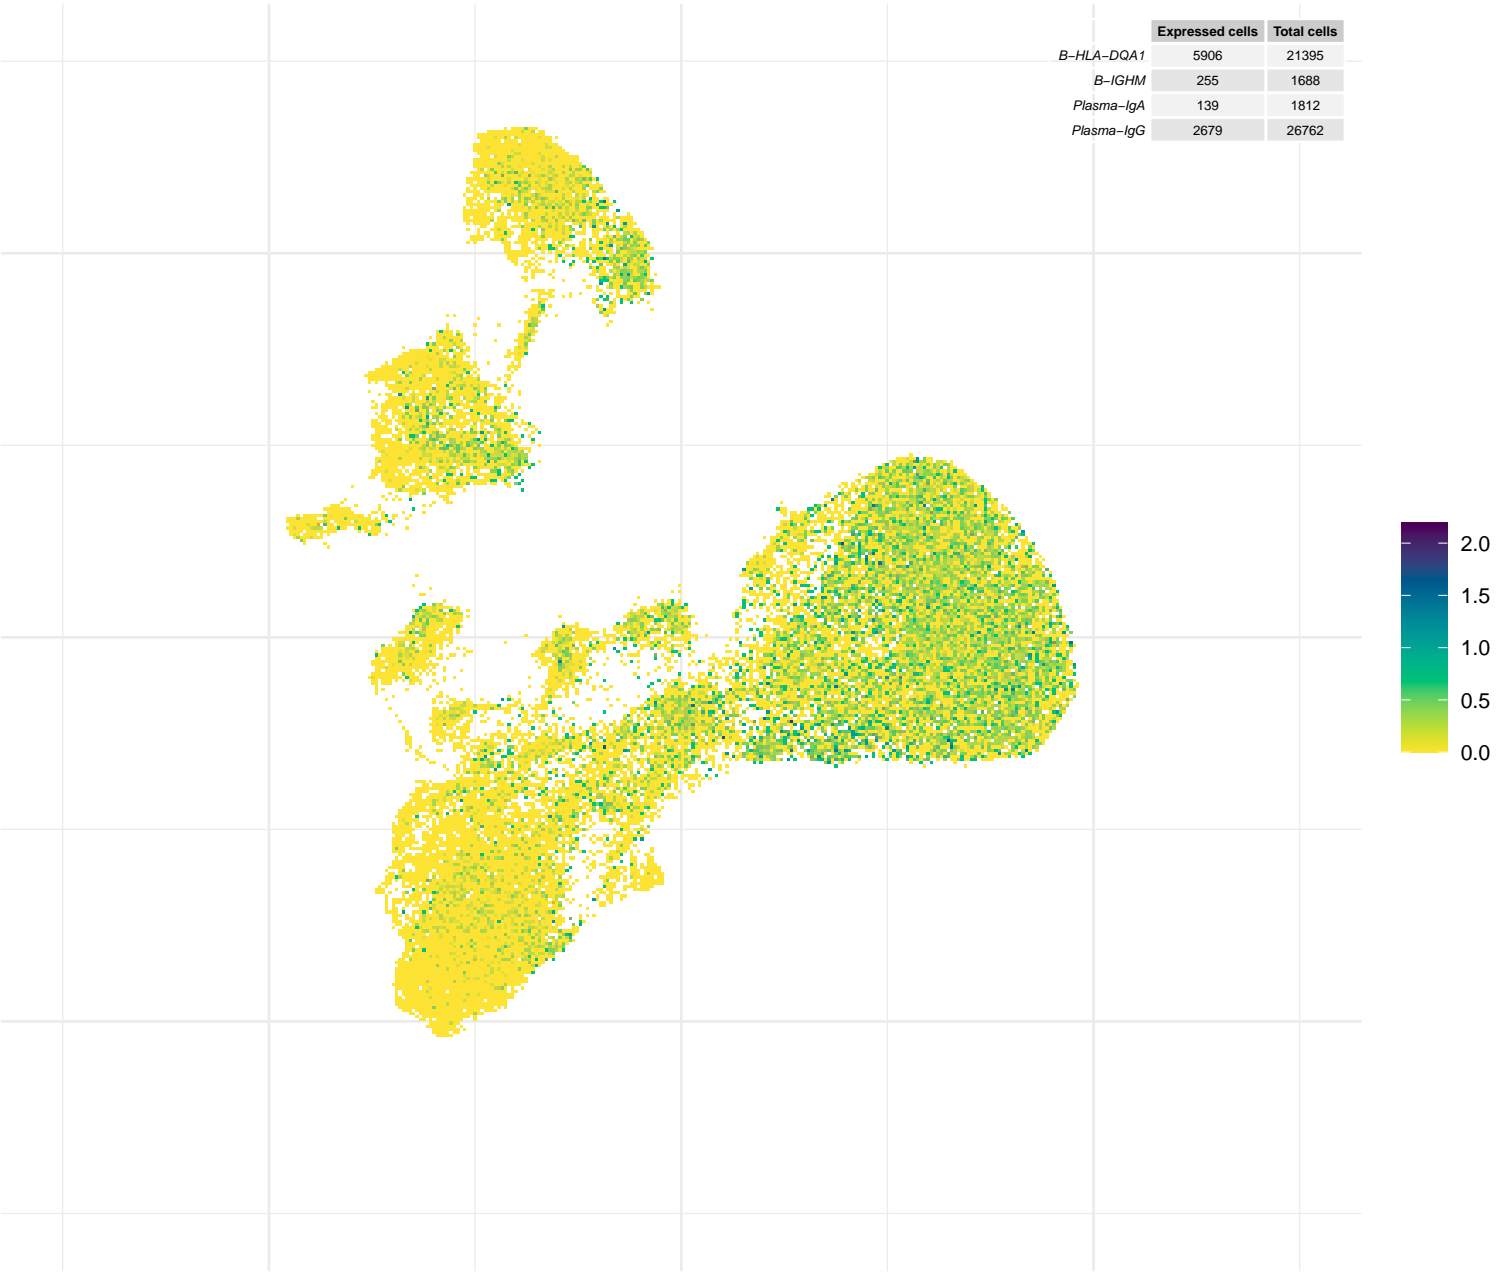 Expressed cells Total cells
B−HLA−DQA1 5906 21395
B−IGHM 255 1688
Plasma−IgA 139 1812
Plasma−IgG 2679 26762
2.0
1.5
1.0
0.5
0.0